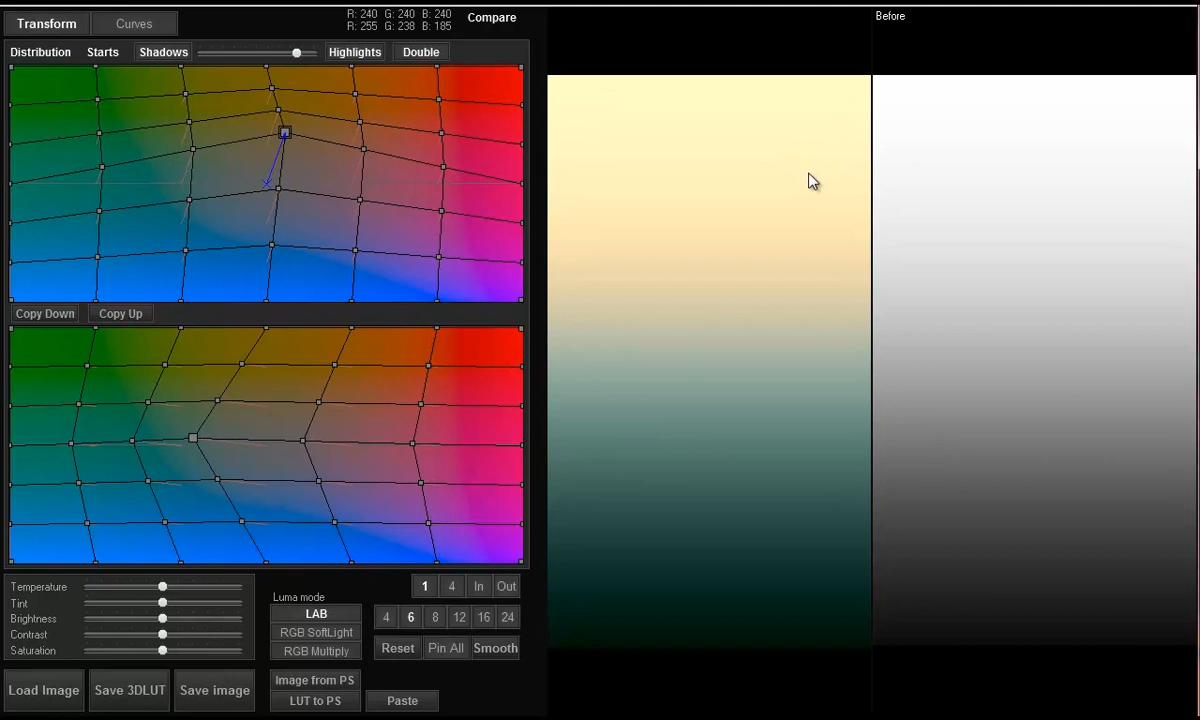 Transform
Curves
R: 240 G: 240 B: 240
R: 255 G: 238 B: 185
Compare
Before
Distribution
Starts
Shadows
Highlights
Double
Copy Down
Copy Up
Temperature
Tint
Brightness
Contrast
Saturation
Luma mode
LAB
RGB SoftLight
RGB Multiply
1 4 In Out
4 6 8 12 16 24
Reset Pin All Smooth
Load Image
Save 3DLUT
Save image
Image from PS
LUT to PS
Paste